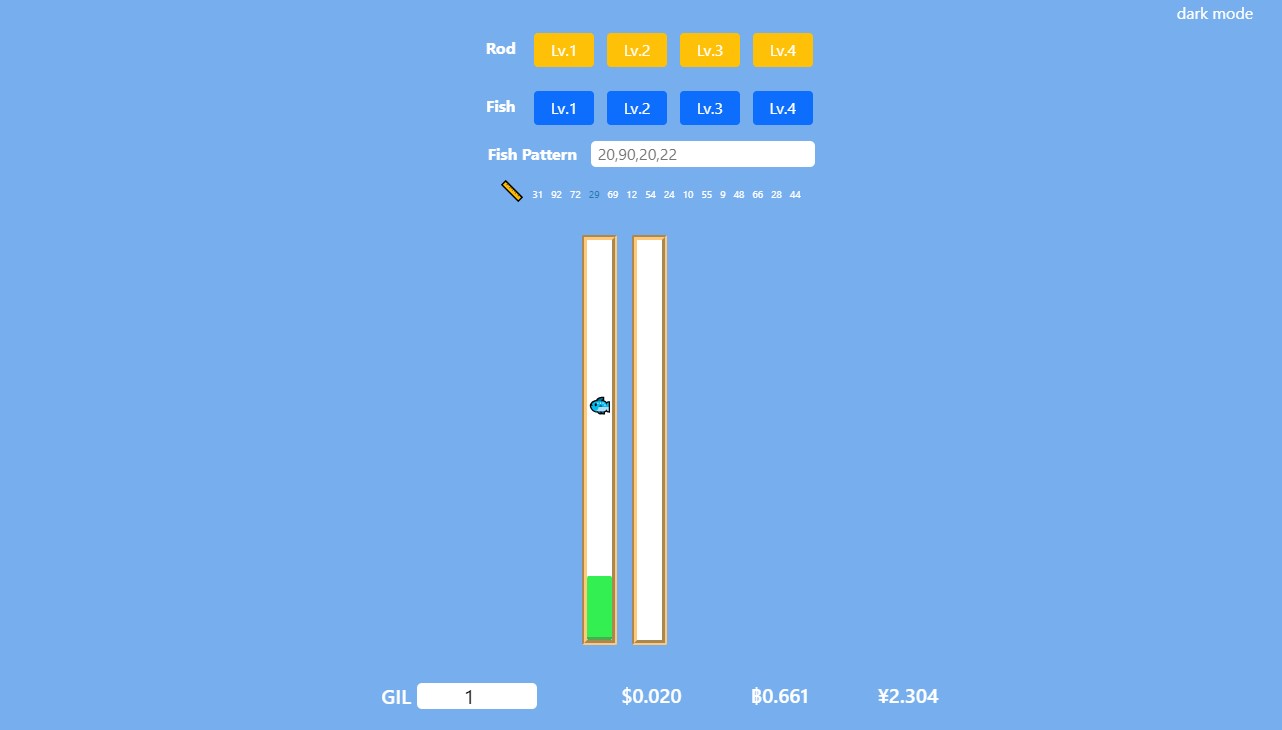 dark mode
Rod Lv.1 Lv.2 Lv.3 Lv.4
Fish Lv.1 Lv.2 Lv.3 Lv.4
Fish Pattern 20,90,20,22
31 92 72 29 69 12 54 24 10 55 9 48 66 28 44
GIL 1 $0.020 ฿0.661 ¥2.304